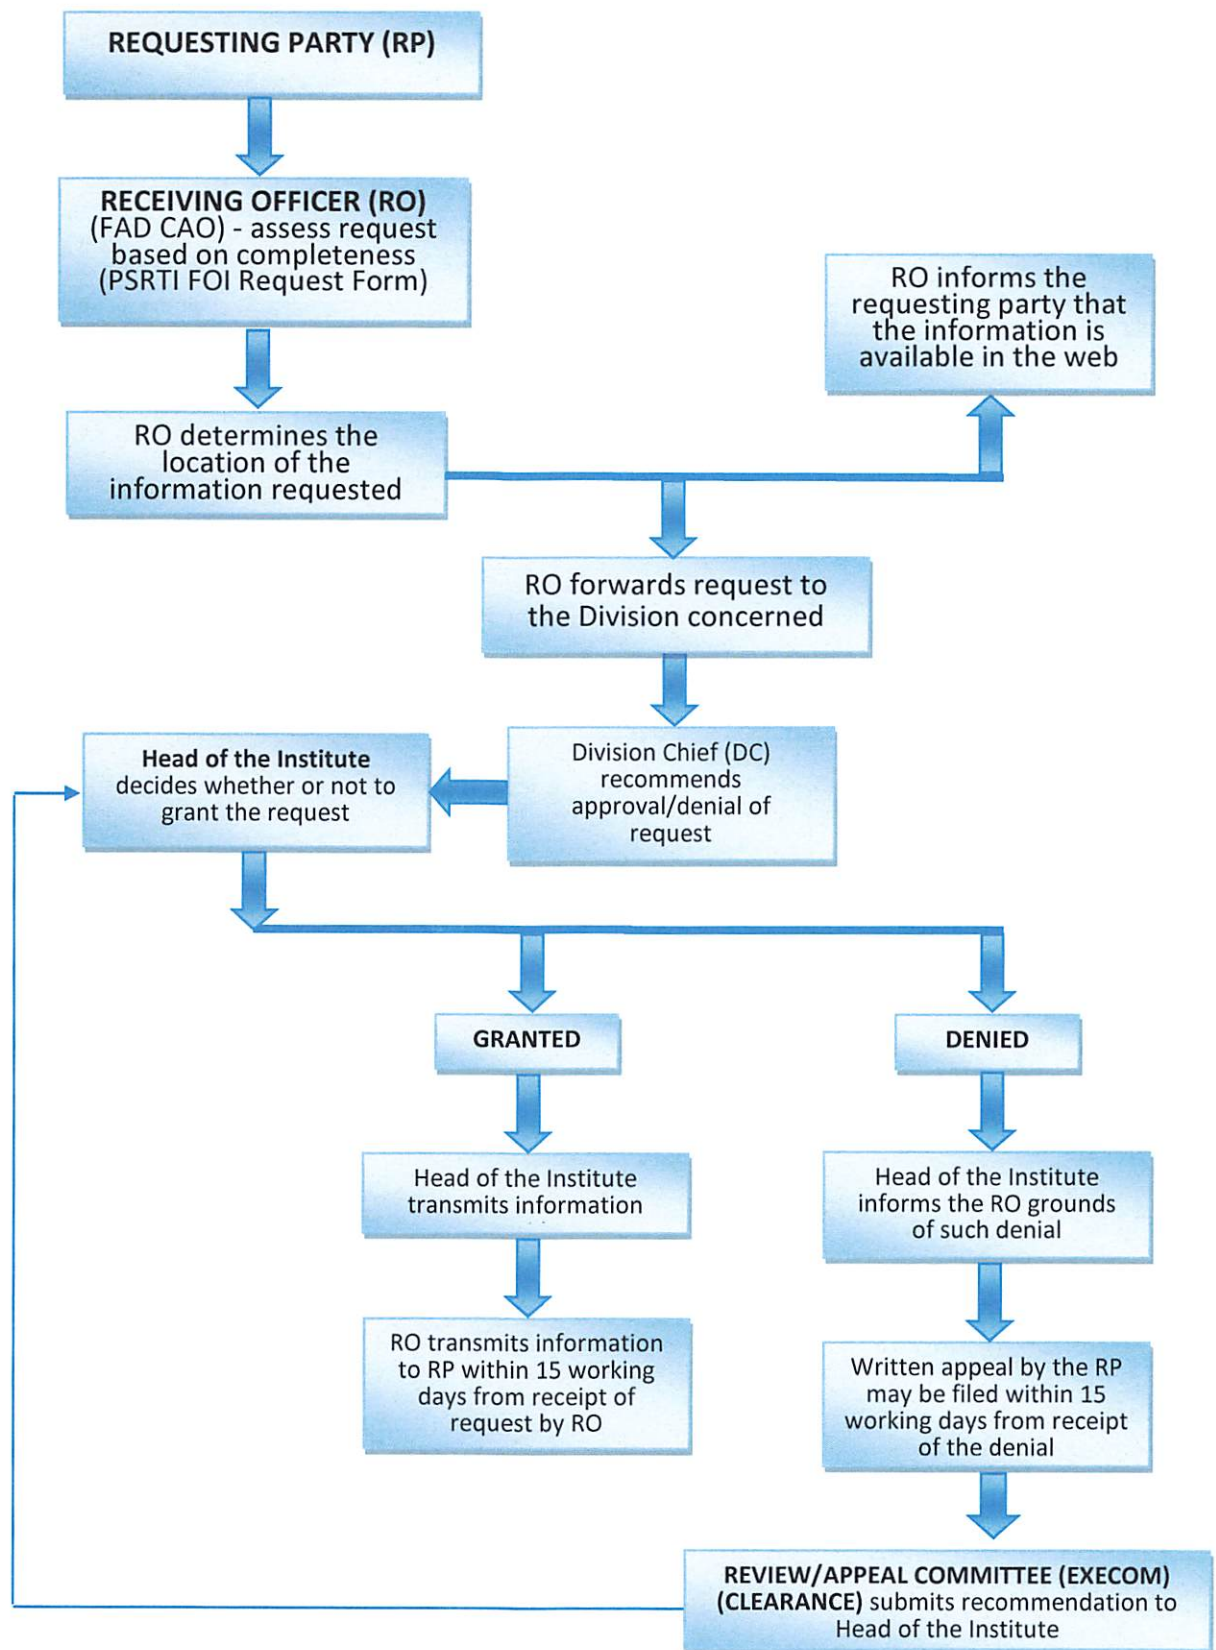 REQUESTING PARTY (RP)
RECEIVING OFFICER (RO)
(FAD CAO) - assess request
based on completeness
(PSRTI FOI Request Form)
RO informs the
requesting party that
the information is
available in the web
RO determines the
location of the
information requested
RO forwards request to
the Division concerned
Division Chief (DC)
recommends
approval/denial of
request
Head of the Institute
decides whether or not to
grant the request
GRANTED
DENIED
Head of the Institute
transmits information
Head of the Institute
informs the RO grounds
of such denial
RO transmits information
to RP within 15 working
days from receipt of
request by RO
Written appeal by the RP
may be filed within 15
working days from receipt
of the denial
REVIEW/APPEAL COMMITTEE (EXECOM)
(CLEARANCE) submits recommendation to
Head of the Institute